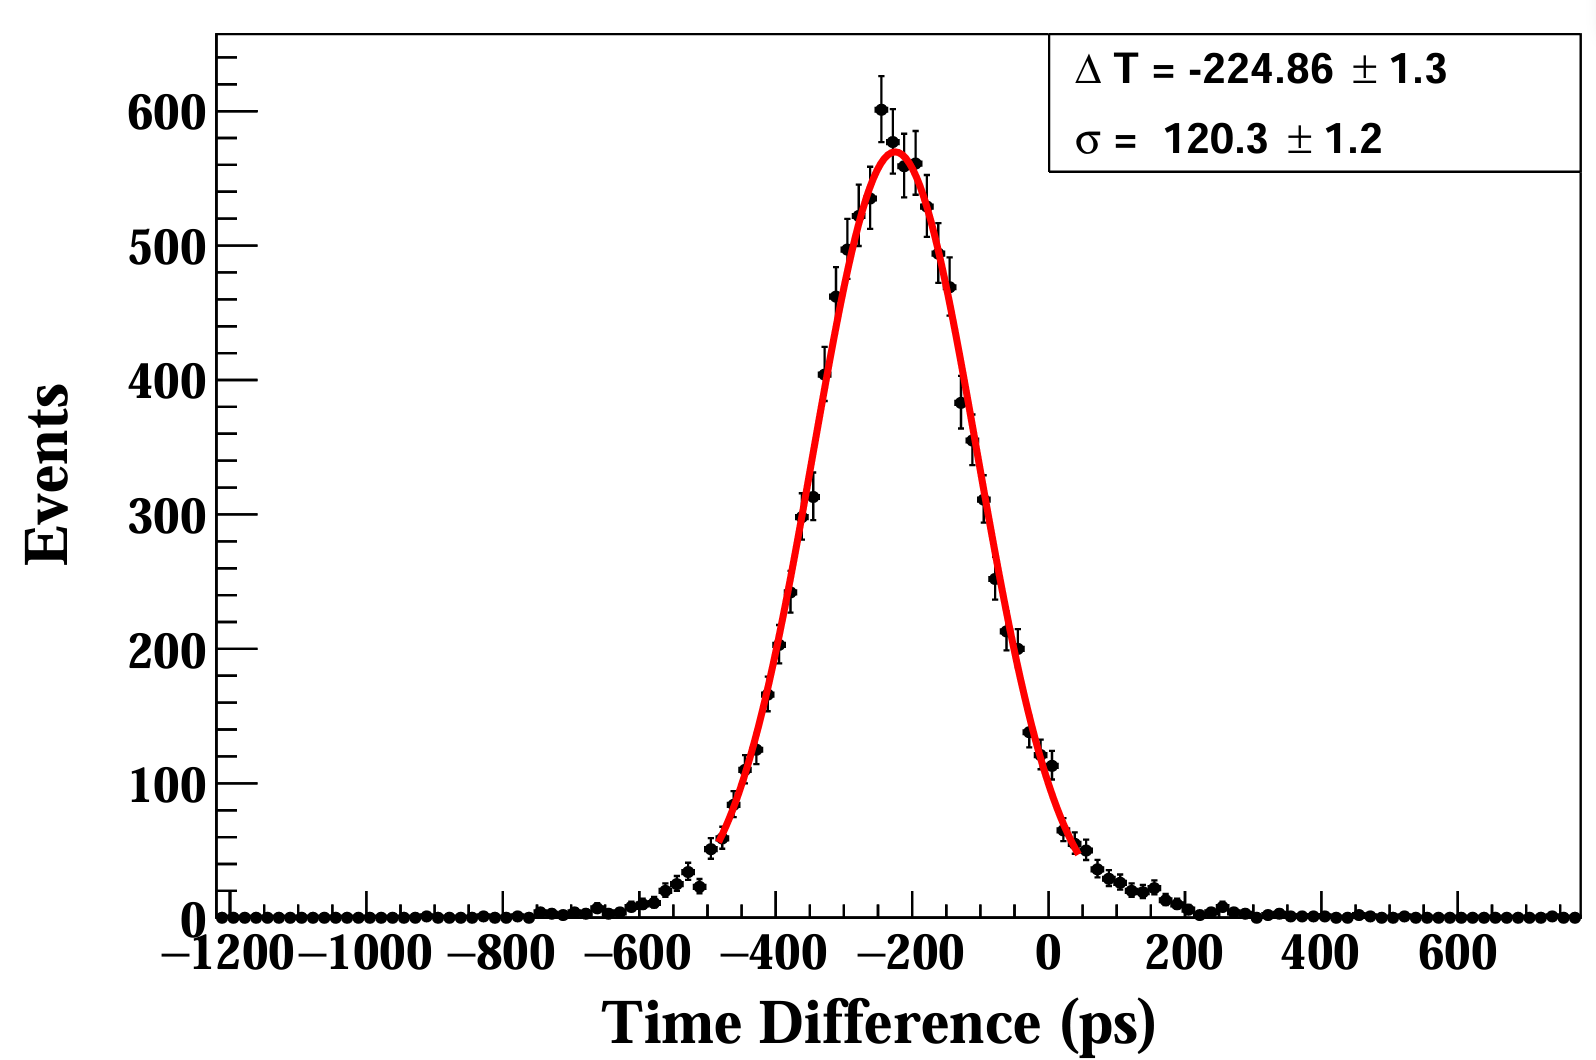 Δ T = -224.86 ± 1.3
σ = 120.3 ± 1.2
600
500
400
300
200
100
0
−1200 −1000 −800 −600 −400 −200 0 200 400 600
Events
Time Difference (ps)